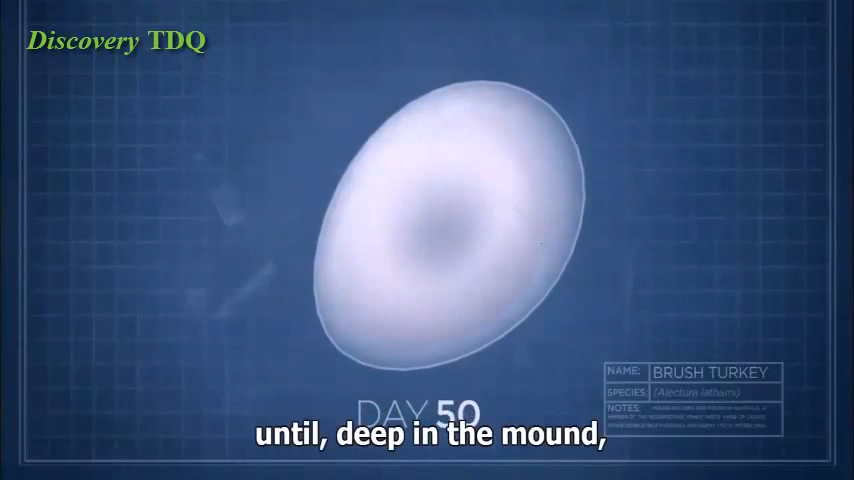 Discovery TDQ
NAME: BRUSH TURKEY
SPECIES: (Alectura lathami)
NOTES:
DAY 50
until, deep in the mound,